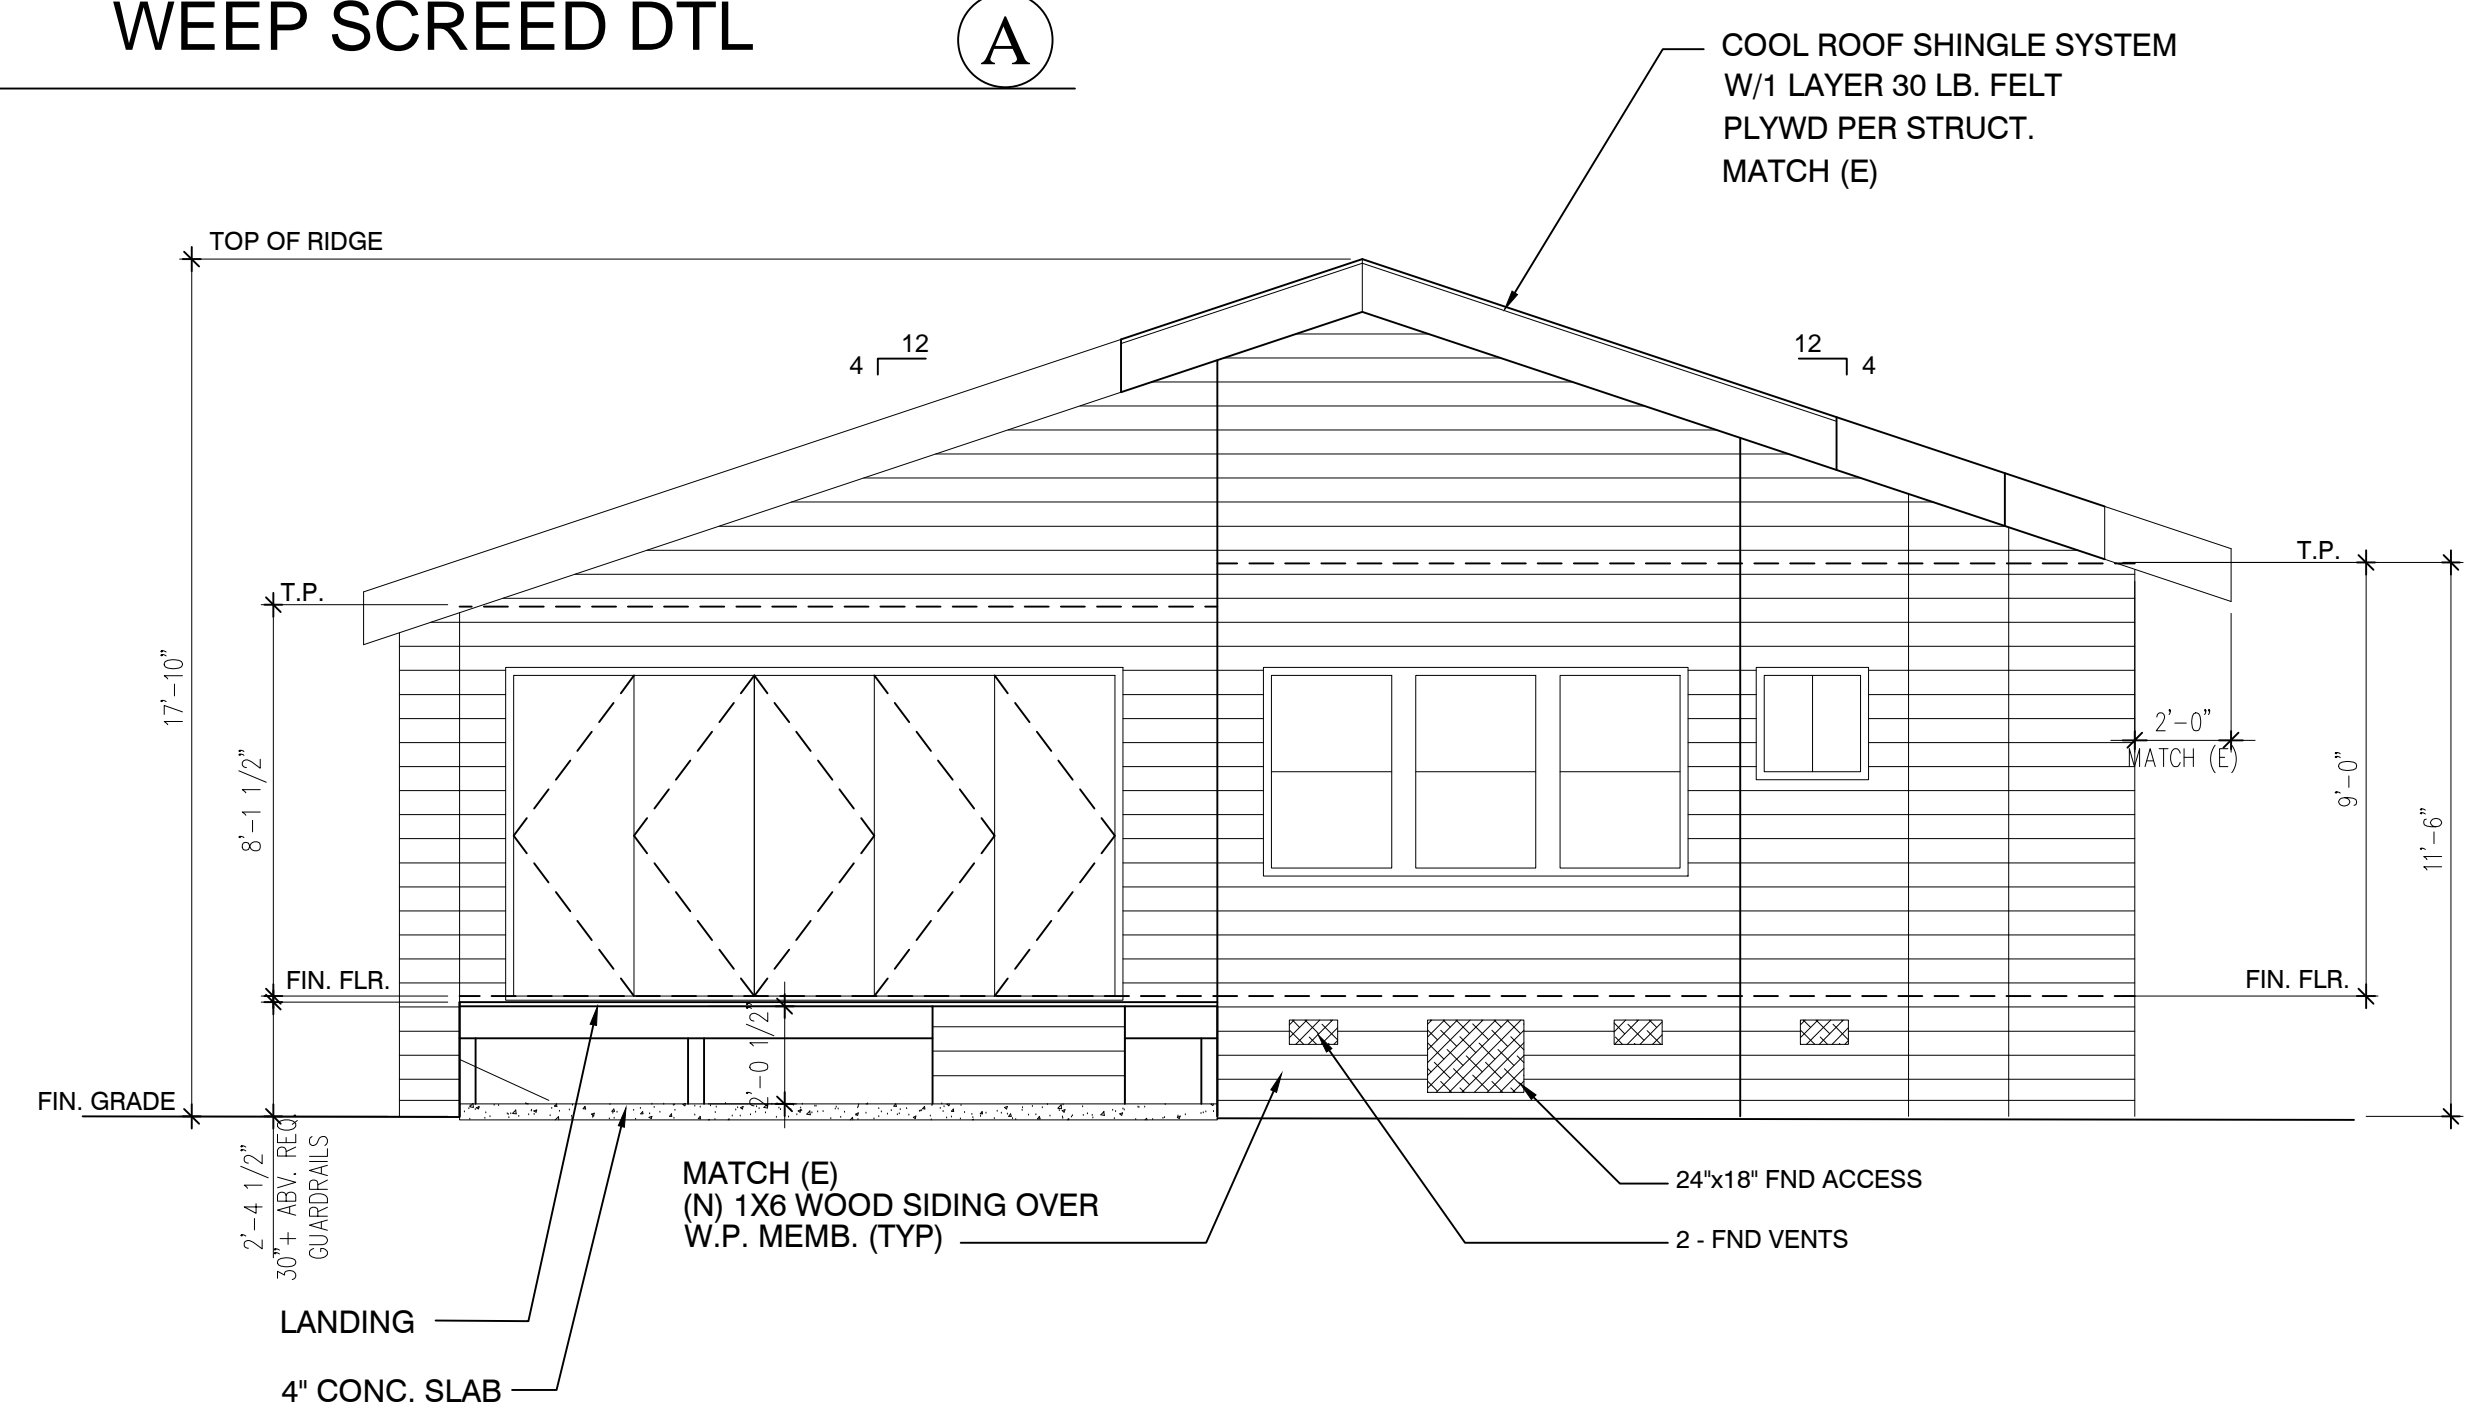 WEEP SCREED DTL
A
COOL ROOF SHINGLE SYSTEM
W/1 LAYER 30 LB. FELT
PLYWD PER STRUCT.
MATCH (E)
TOP OF RIDGE
12
4
12
4
T.P.
T.P.
17'-10"
8'-1 1/2"
2'-0"
MATCH (E)
9'-0"
11'-6"
FIN. FLR.
FIN. FLR.
2'-0 1/2"
FIN. GRADE
2'-4 1/2"
30"+ ABV. REQ
GUARDRAILS
MATCH (E)
(N) 1X6 WOOD SIDING OVER
W.P. MEMB. (TYP)
24"x18" FND ACCESS
2 - FND VENTS
LANDING
4" CONC. SLAB